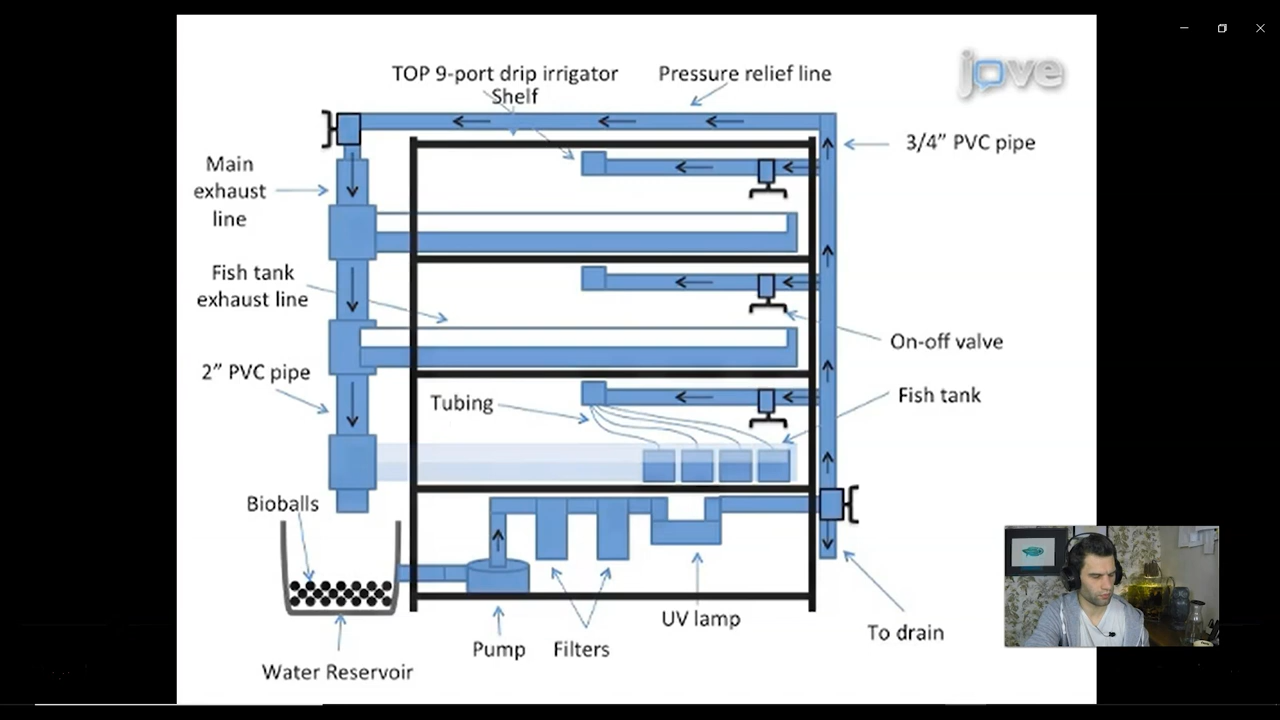 TOP 9-port drip irrigator
Shelf
Pressure relief line
jove
3/4” PVC pipe
Main
exhaust
line
Fish tank
exhaust line
On-off valve
2” PVC pipe
Tubing
Fish tank
Bioballs
UV lamp
To drain
Pump
Filters
Water Reservoir